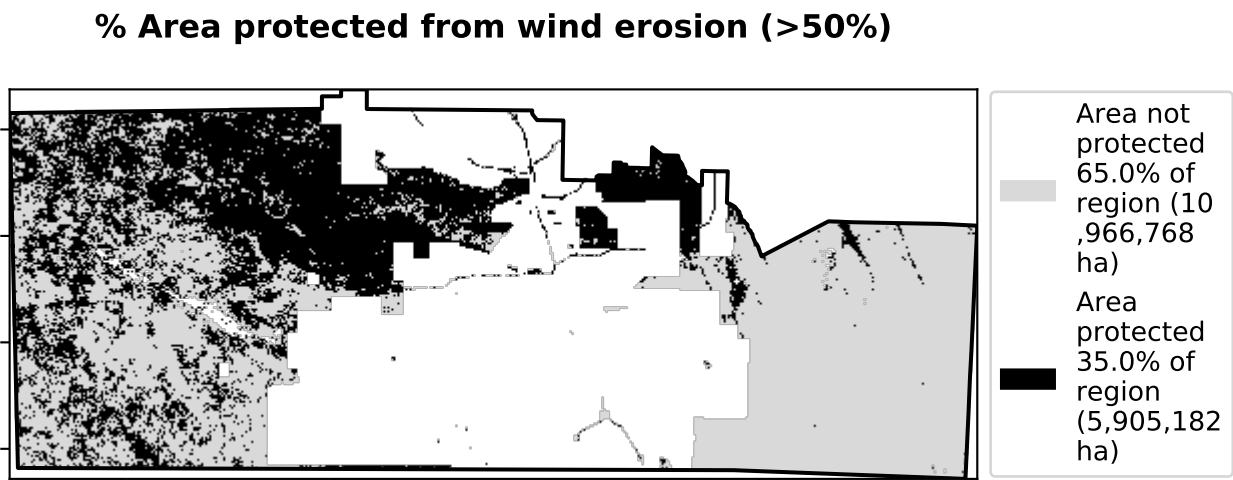 % Area protected from wind erosion (>50%)
Area not
protected
65.0% of
region (10
,966,768
ha)
Area
protected
35.0% of
region
(5,905,182
ha)